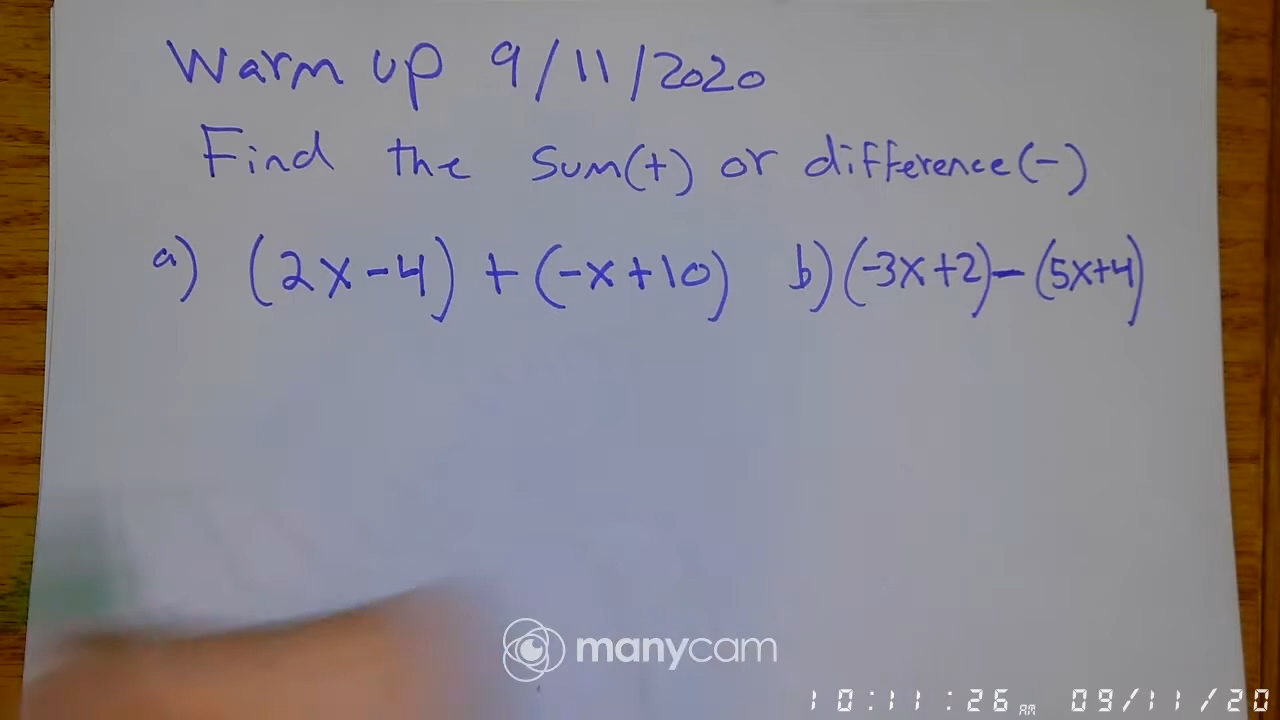 Warm up 9/11/2020
Find the sum(+) or difference(-)
a) (2x-4) + (-x+10) b) (-3x+2) - (5x+4)
manycam
10:11:26 AM 09/11/20